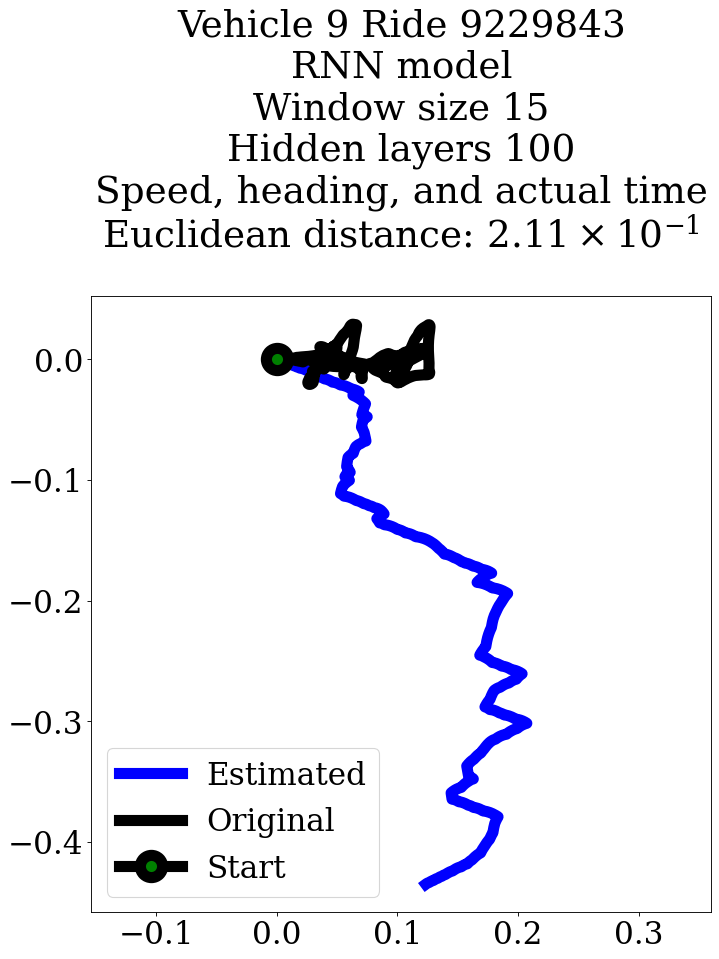 Vehicle 9 Ride 9229843
RNN model
Window size 15
Hidden layers 100
Speed, heading, and actual time
Euclidean distance: 2.11 × 10⁻¹
0.0
−0.1
−0.2
−0.3
−0.4
Estimated
Original
Start
−0.1 0.0 0.1 0.2 0.3